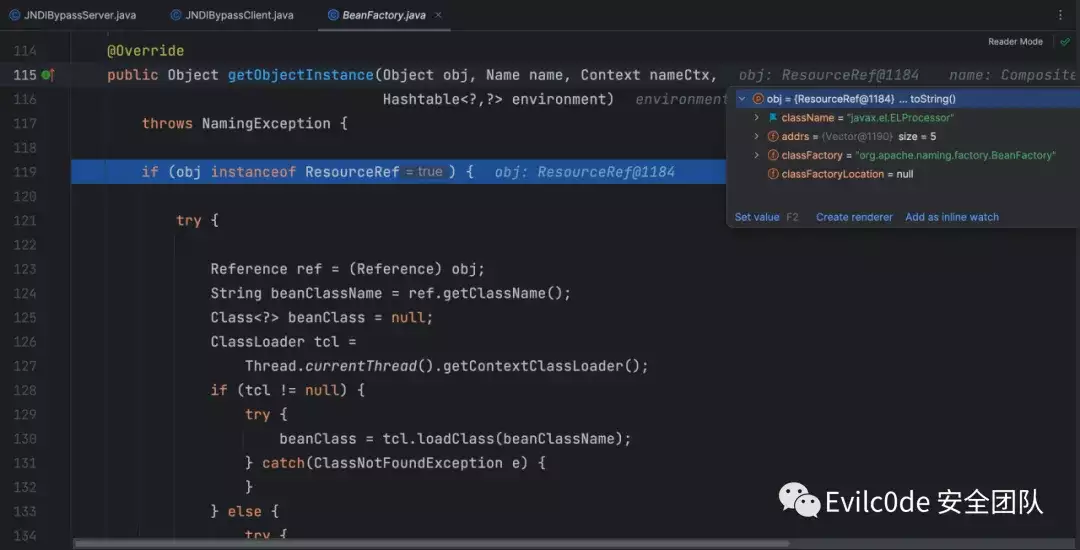 JNDIBypassServer.java JNDIBypassClient.java BeanFactory.java
Reader Mode
114 @Override
115 public Object getObjectInstance(Object obj, Name name, Context nameCtx, obj: ResourceRef@1184 name: Composite
116 Hashtable<?,?> environment) environment
obj = {ResourceRef@1184} ... toString()
117 throws NamingException {
className = "javax.el.ELProcessor"
118
addrs = {Vector@1190} size = 5
classFactory = "org.apache.naming.factory.BeanFactory"
119 if (obj instanceof ResourceRef = true ) { obj: ResourceRef@1184
classFactoryLocation = null
120
121 try {
Set value F2 Create renderer Add as inline watch
122
123 Reference ref = (Reference) obj;
124 String beanClassName = ref.getClassName();
125 Class<?> beanClass = null;
126 ClassLoader tcl =
127 Thread.currentThread().getContextClassLoader();
128 if (tcl != null) {
129 try {
130 beanClass = tcl.loadClass(beanClassName);
131 } catch(ClassNotFoundException e) {
132 }
133 } else {
134 try {
Evilc0de 安全团队